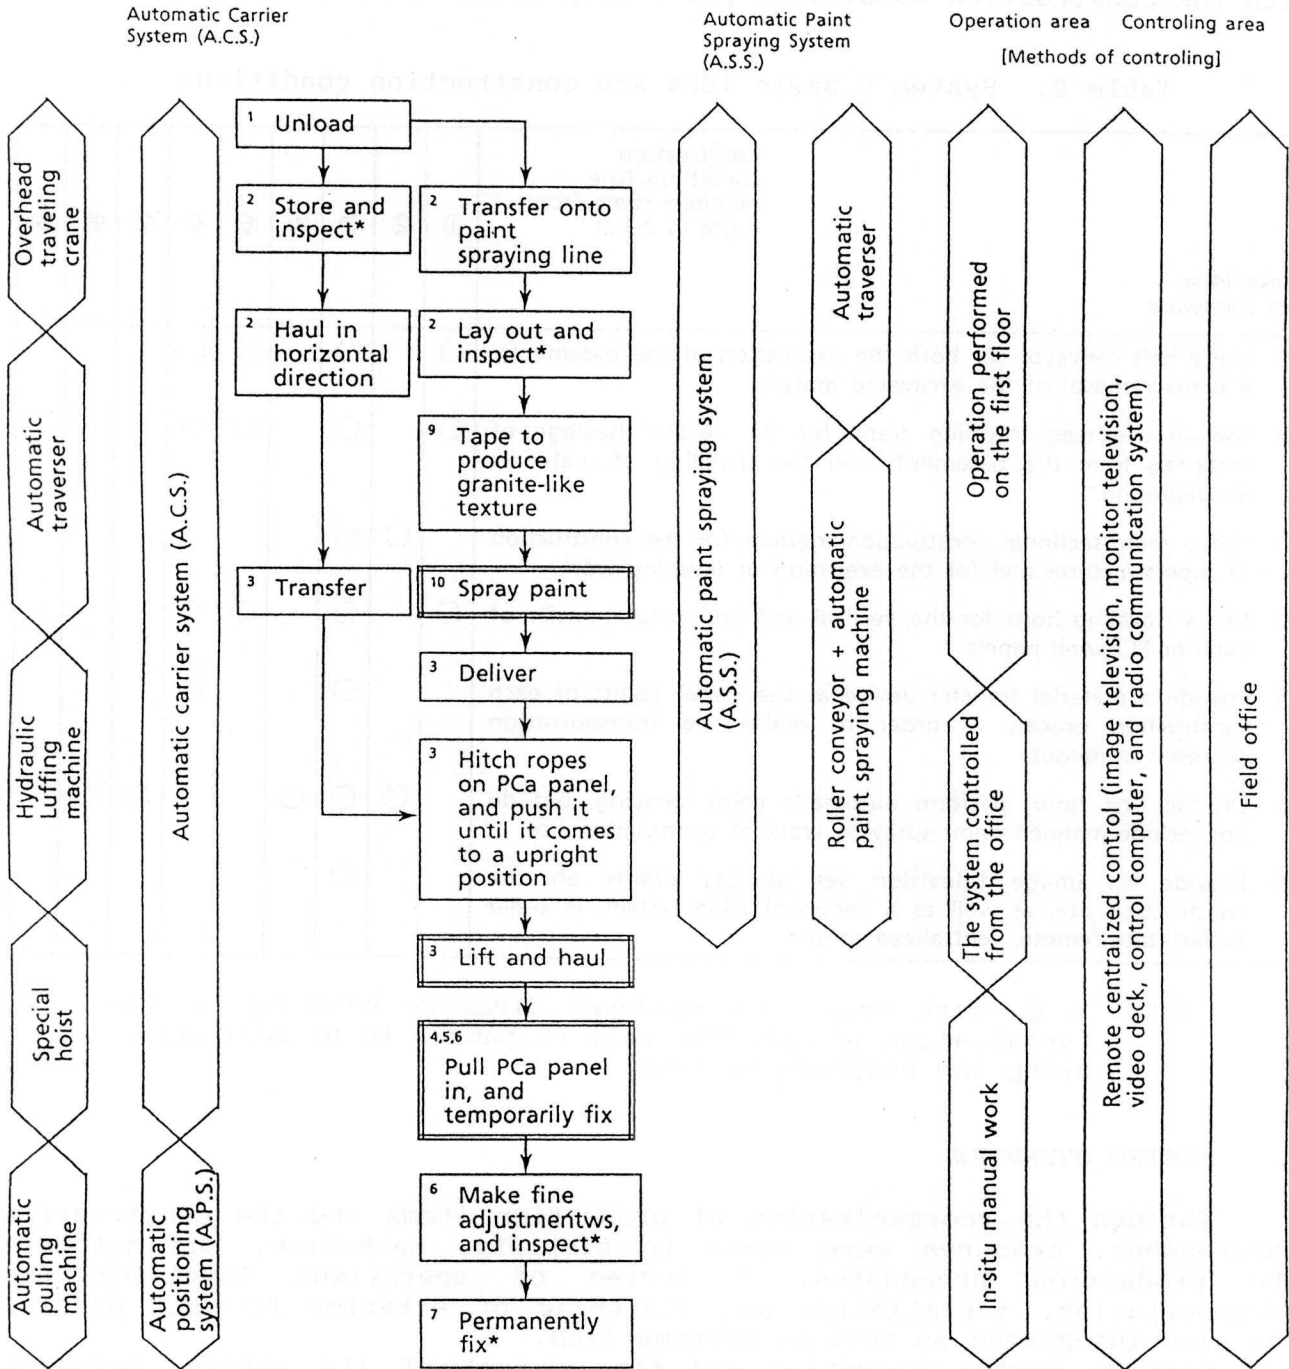 Automatic Carrier
System (A.C.S.)
Automatic Paint
Spraying System
(A.S.S.)
Operation area
Controling area
[Methods of controling]
Overhead
traveling
crane
Automatic
traverser
Hydraulic
Luffing
machine
Special
hoist
Automatic
pulling
machine
Automatic carrier system (A.C.S.)
Automatic
positioning
system (A.P.S.)
1 Unload
2 Store and
inspect*
2 Haul in
horizontal
direction
3 Transfer
2 Transfer onto
paint
spraying line
2 Lay out and
inspect*
9 Tape to
produce
granite-like
texture
10 Spray paint
3 Deliver
3 Hitch ropes
on PCa panel,
and pull it
until it comes
to a upright
position
3 Lift and haul
4,5,6
Pull PCa panel
in, and
temporarily fix
6 Make fine
adjustmentws,
and inspect*
7 Permanently
fix*
Automatic paint spraying system
(A.S.S.)
Automatic
traverser
Roller conveyor + automatic
paint spraying machine
Operation performed
on the first floor
The system controlled
from the office
In-situ manual work
Remote centralized control (image television, monitor television,
video deck, control computer, and radio communication system)
Field office